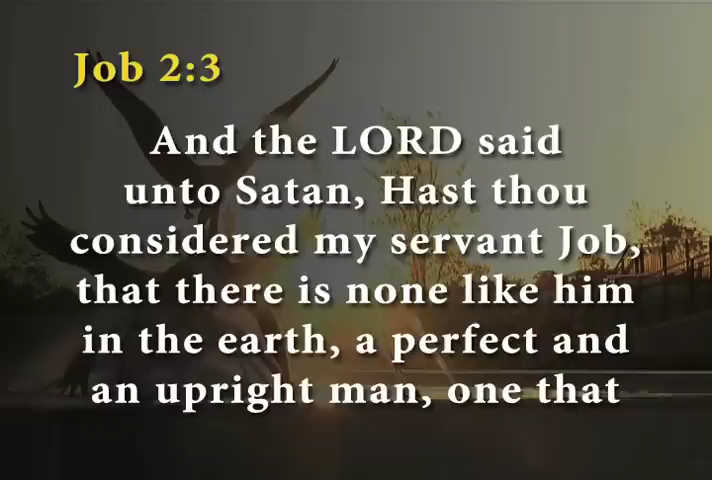 Job 2:3
And the LORD said
unto Satan, Hast thou
considered my servant Job,
that there is none like him
in the earth, a perfect and
an upright man, one that